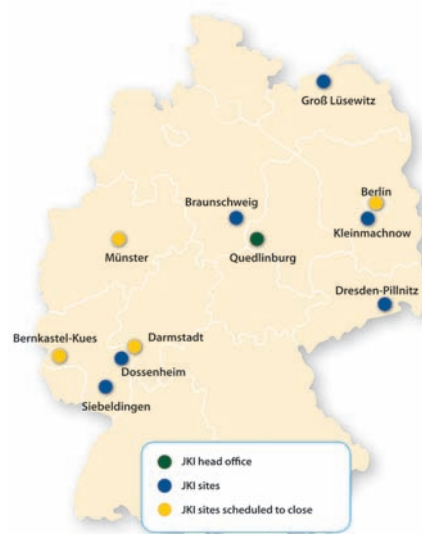 Groß Lüsewitz
Berlin
Braunschweig
Kleinmachnow
Münster
Quedlinburg
Dresden-Pillnitz
Bernkastel-Kues
Darmstadt
Dossenheim
Siebeldingen
JKI head office
JKI sites
JKI sites scheduled to close